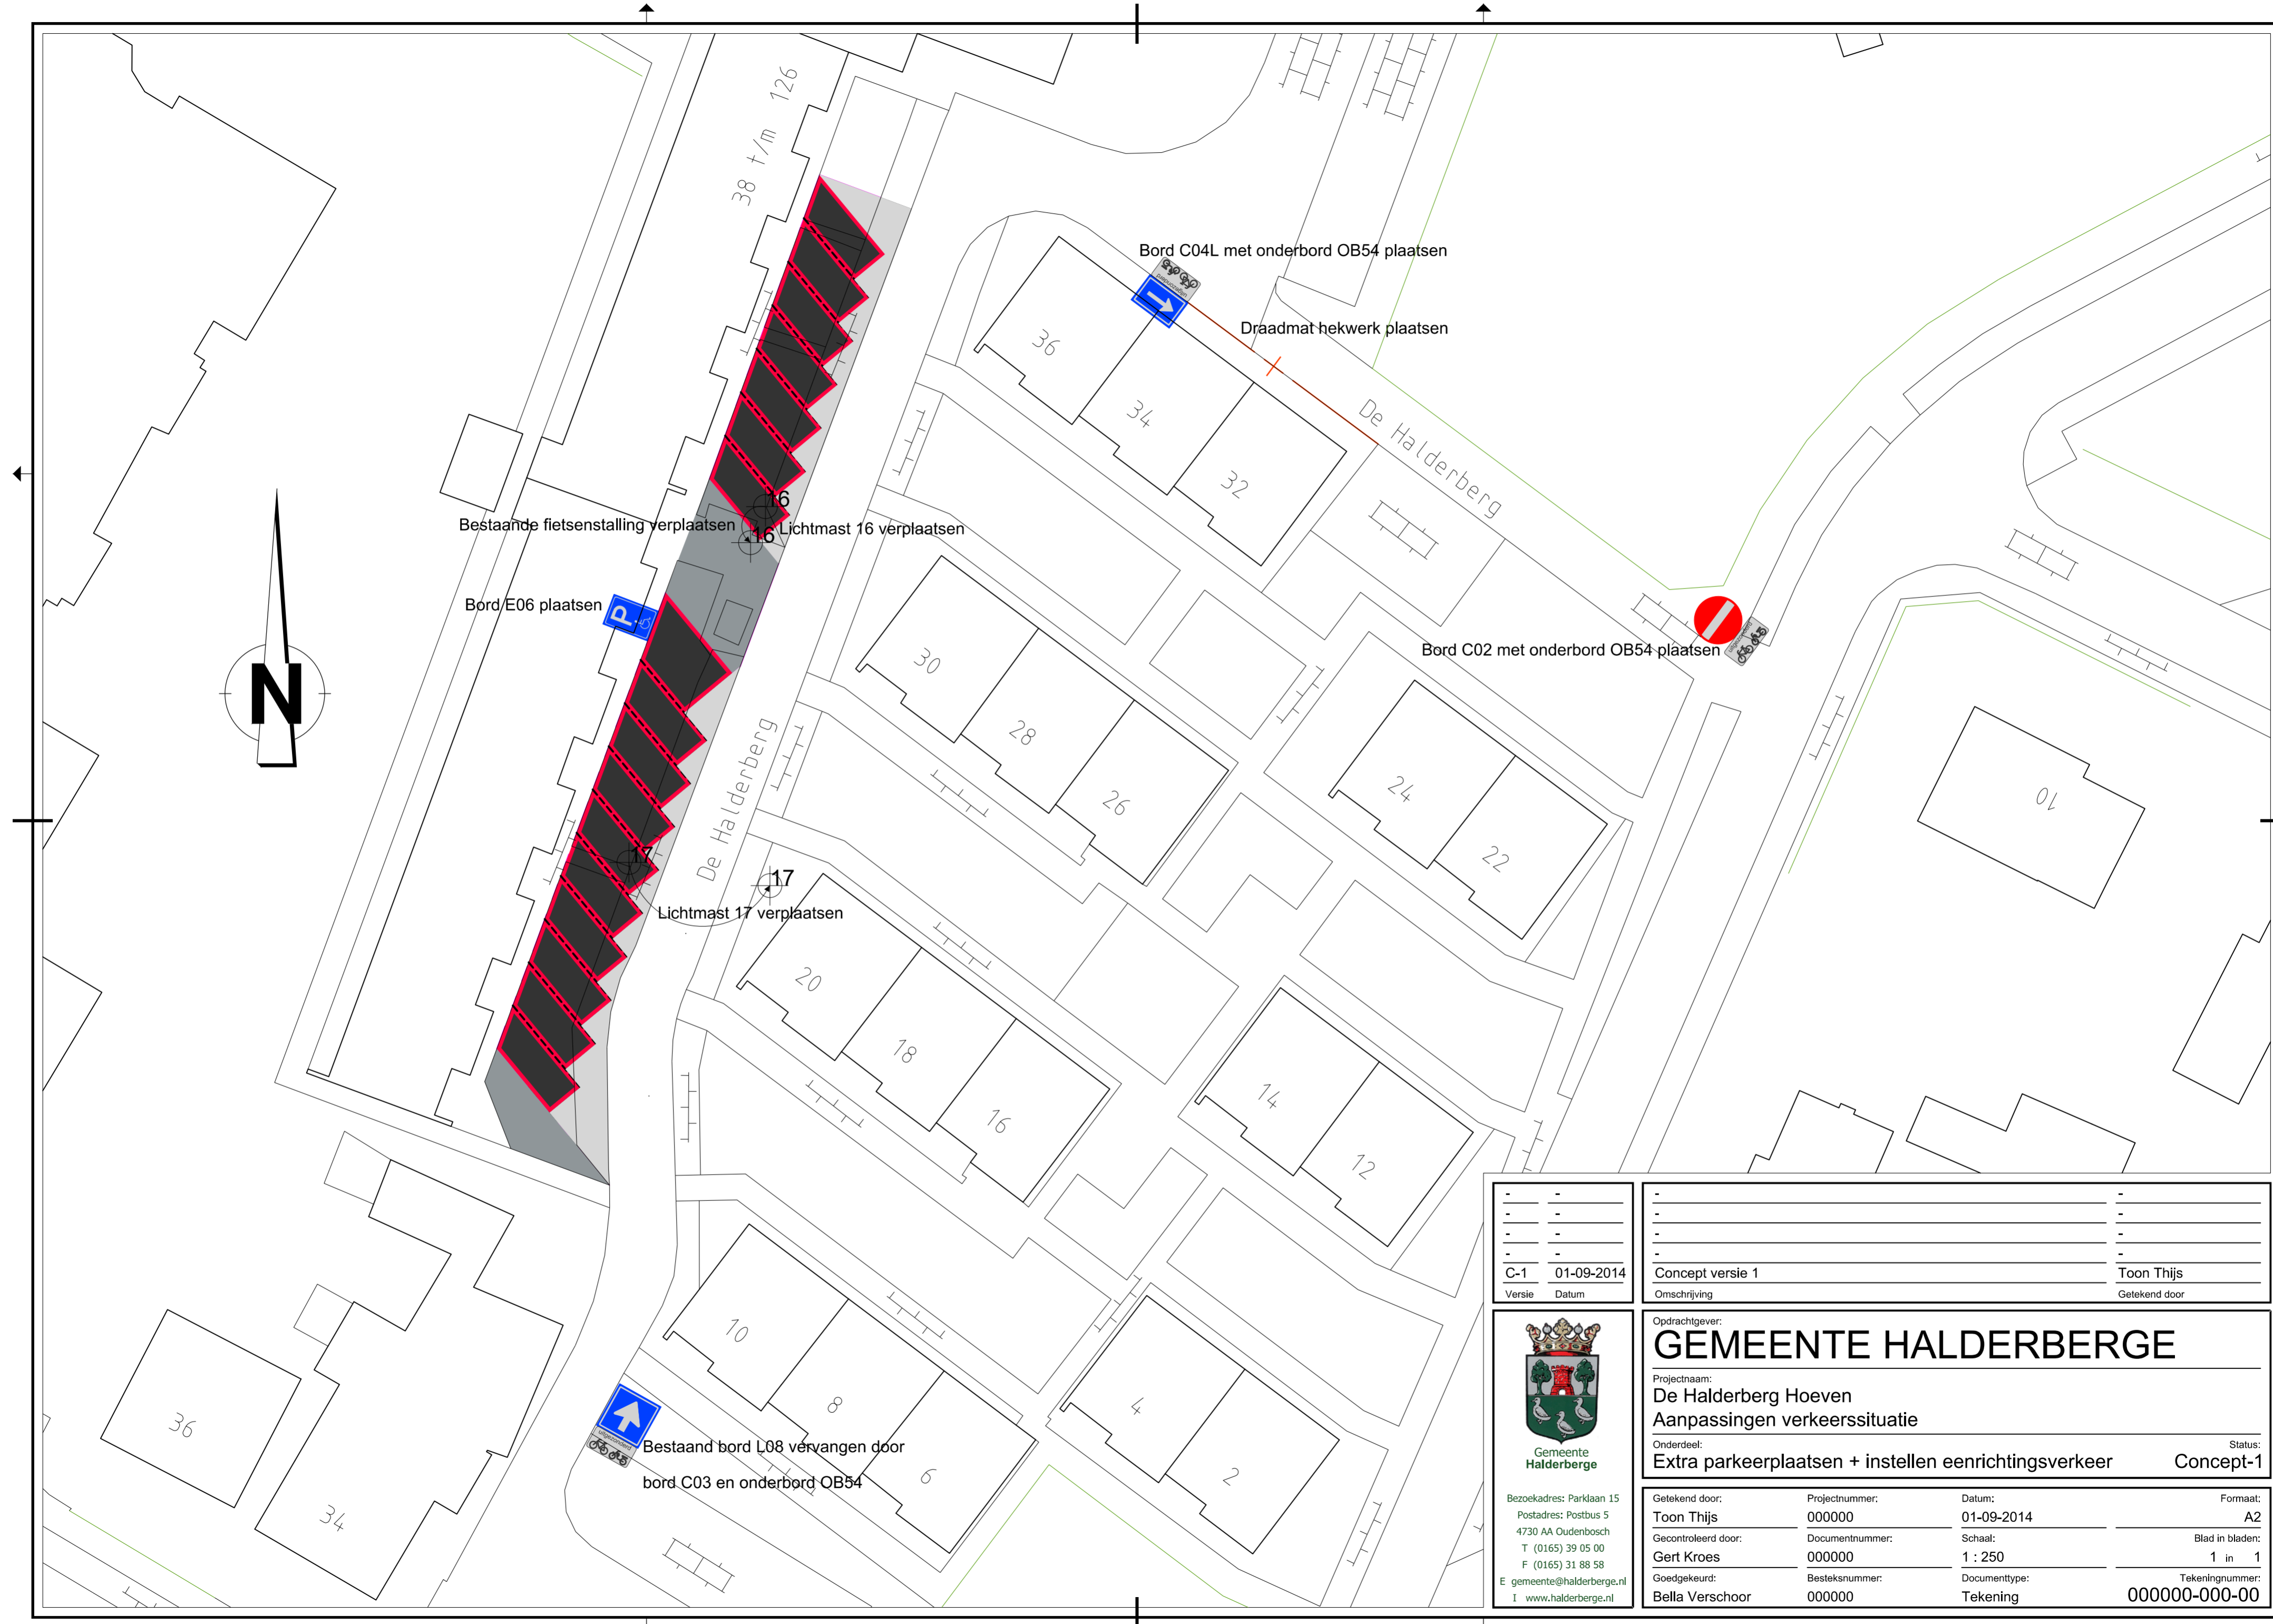 38 t/m 126
Bord C04L met onderbord OB54 plaatsen
uitgezonderd
Draadmat hekwerk plaatsen
36
34
32
De Halderberg
16
Bestaande fietsenstalling verplaatsen
16
Lichtmast 16 verplaatsen
Bord E06 plaatsen
P
Bord C02 met onderbord OB54 plaatsen
uitgezonderd
N
30
28
26
De Halderberg
24
22
10
17
17
Lichtmast 17 verplaatsen
20
18
16
14
12
10
8
6
4
2
36
34
uitgezonderd
Bestaand bord L08 vervangen door
bord C03 en onderbord OB54
- - - -
- - - -
- - - -
- - - -
C-1 01-09-2014 Concept versie 1 Toon Thijs
Versie Datum Omschrijving Getekend door
Gemeente
Halderberge
Bezoekadres: Parklaan 15
Postadres: Postbus 5
4730 AA Oudenbosch
T (0165) 39 05 00
F (0165) 31 88 58
E gemeente@halderberge.nl
I www.halderberge.nl
Opdrachtgever:
GEMEENTE HALDERBERGE
Projectnaam:
De Halderberg Hoeven
Aanpassingen verkeerssituatie
Onderdeel: Status:
Extra parkeerplaatsen + instellen eenrichtingsverkeer Concept-1
Getekend door: Projectnummer: Datum: Formaat:
Toon Thijs 000000 01-09-2014 A2
Gecontroleerd door: Documentnummer: Schaal: Blad in bladen:
Gert Kroes 000000 1 : 250 1 in 1
Goedgekeurd: Besteksnummer: Documenttype: Tekeningnummer:
Bella Verschoor 000000 Tekening 000000-000-00